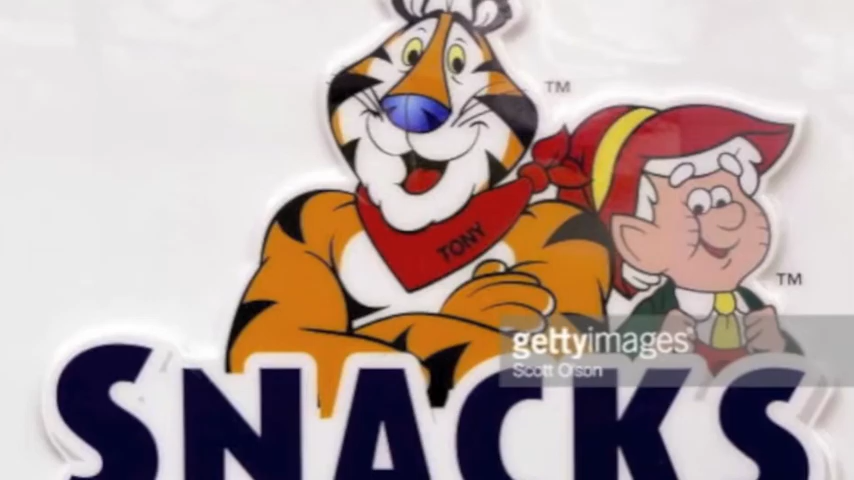 TM
TONY
TM
gettyimages
Scott Olson
SNACKS